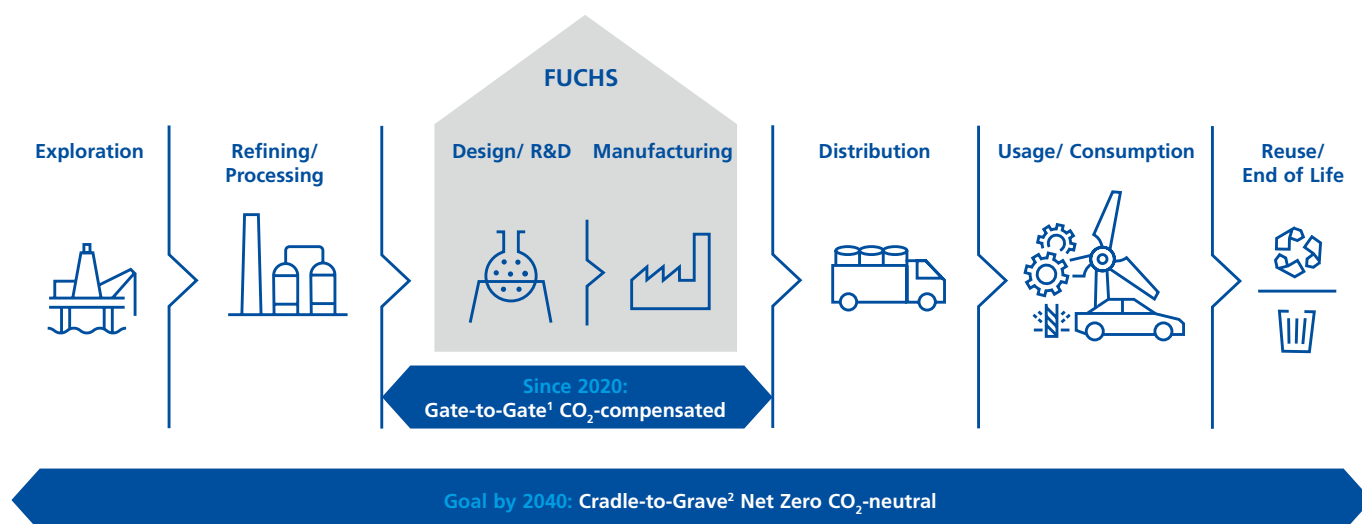 FUCHS
Exploration
Refining/
Processing
Design/ R&D
Manufacturing
Distribution
Usage/ Consumption
Reuse/
End of Life
Since 2020:
Gate-to-Gate¹ CO₂-compensated
Goal by 2040: Cradle-to-Grave² Net Zero CO₂-neutral